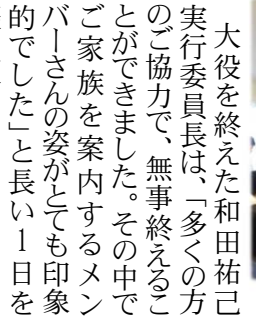 大役を終えた和田祐己
実行委員長は、「多くの方
のご協力で、無事終えるこ
とができました。その中で
ご家族を案内するメン
バーさんの姿がとても印象
的でした」と長い1日を